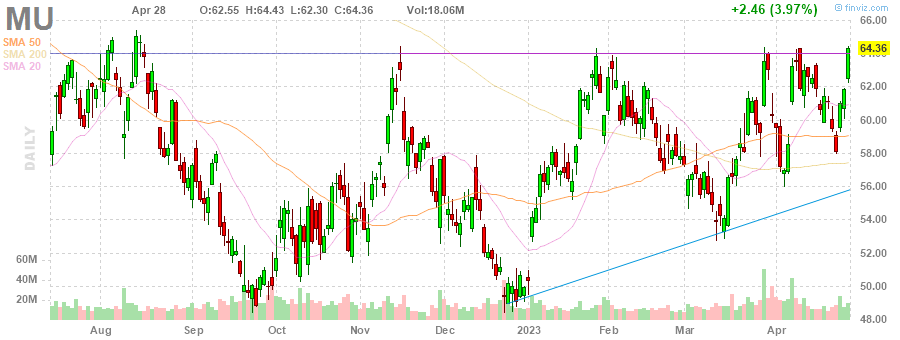 MU Apr 28 O:62.55 H:64.43 L:62.30 C:64.36 Vol:18.06M +2.46 (3.97%) © finviz.com
SMA 50
SMA 200
SMA 20
DAILY
66.00
64.36
62.00
60.00
58.00
56.00
54.00
52.00
50.00
48.00
60M
40M
20M
Aug Sep Oct Nov Dec 2023 Feb Mar Apr